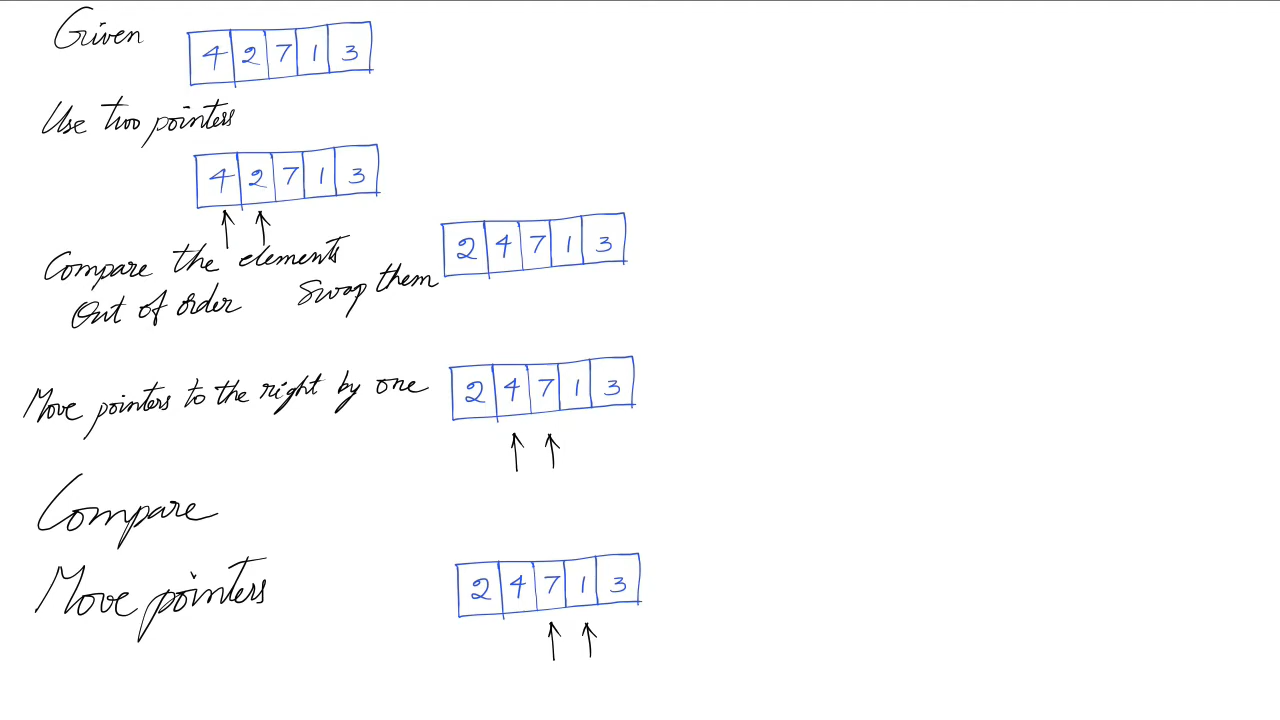 Given 4 2 7 1 3
Use two pointers
4 2 7 1 3
Compare the elements
Out of order Swap them 2 4 7 1 3
Move pointers to the right by one 2 4 7 1 3
Compare
Move pointers 2 4 7 1 3